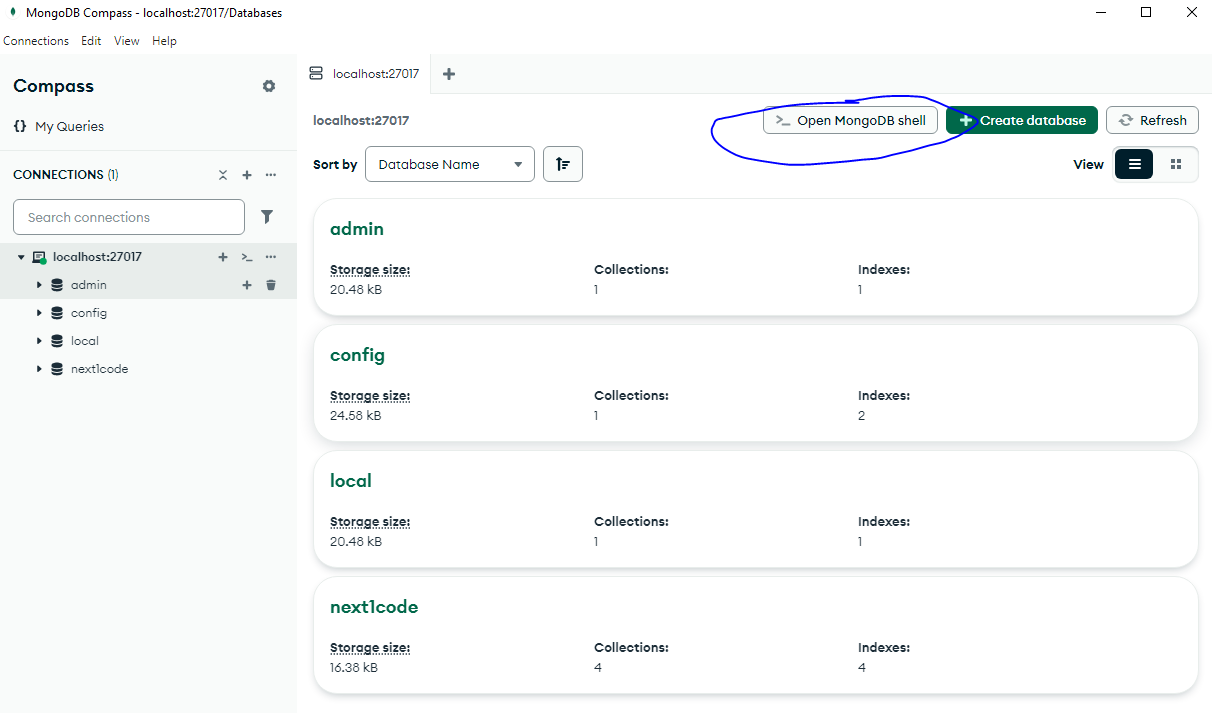 MongoDB Compass - localhost:27017/Databases
Connections Edit View Help
Compass
{} My Queries
CONNECTIONS (1)
Search connections
localhost:27017
admin
config
local
next1code
localhost:27017
localhost:27017
Open MongoDB shell
Create database
Refresh
Sort by Database Name
View
admin
Storage size: Collections: Indexes:
20.48 kB 1 1
config
Storage size: Collections: Indexes:
24.58 kB 1 2
local
Storage size: Collections: Indexes:
20.48 kB 1 1
next1code
Storage size: Collections: Indexes:
16.38 kB 4 4